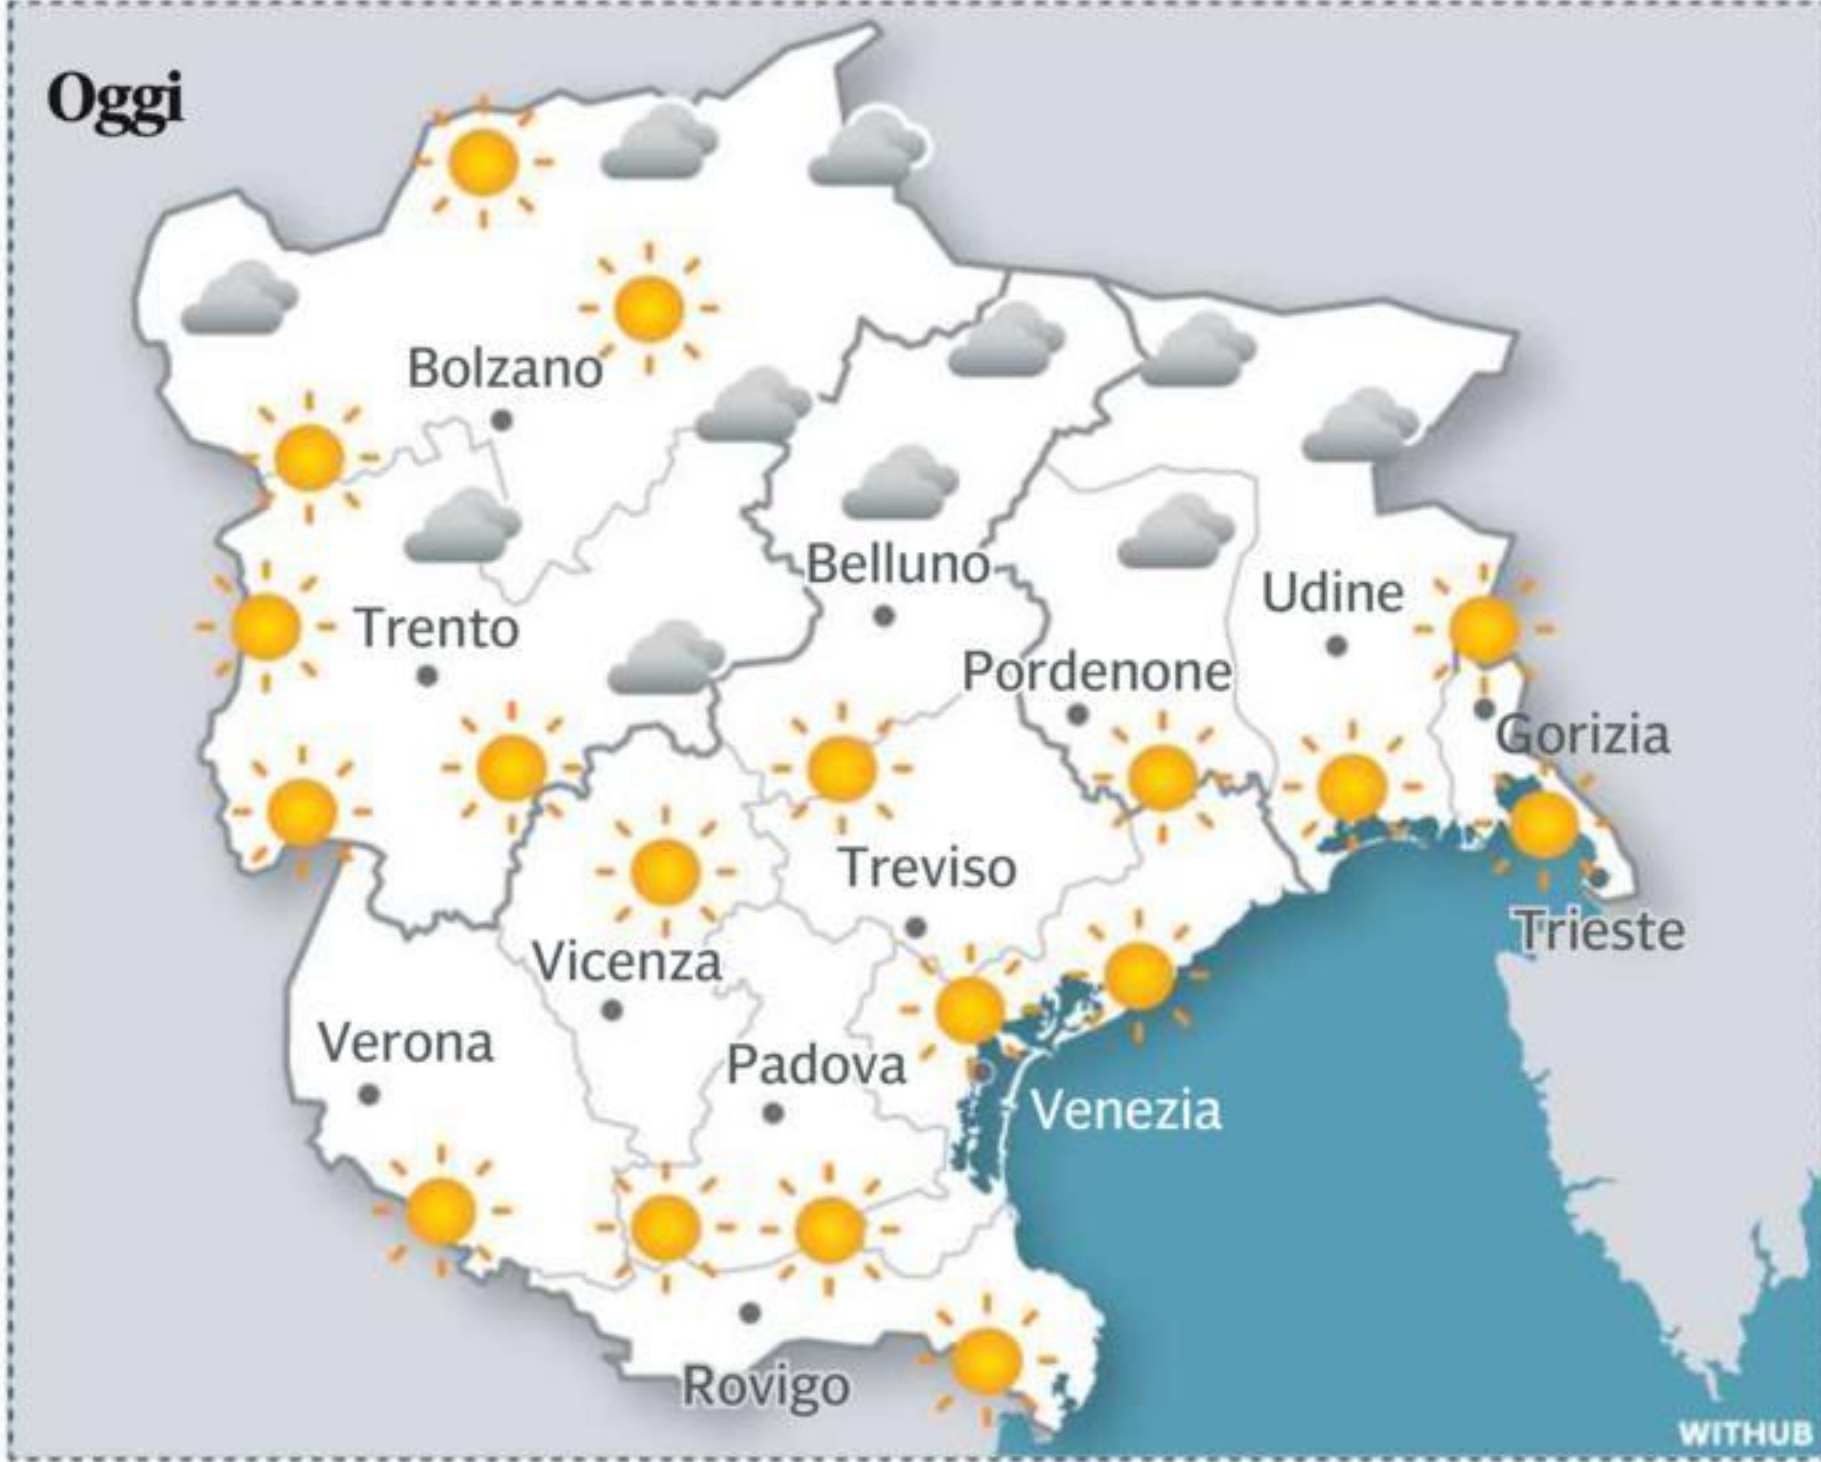 Oggi
Bolzano
Belluno
Udine
Trento
Pordenone
Gorizia
Treviso
Trieste
Vicenza
Verona
Padova
Venezia
Rovigo
WITHUB